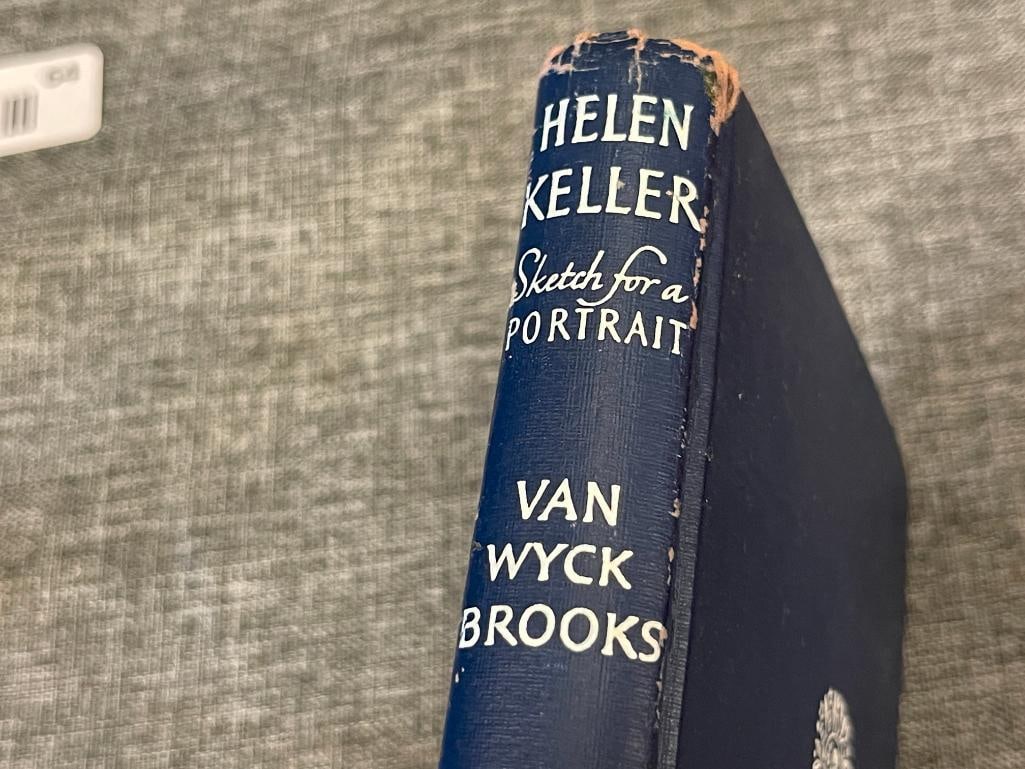 HELEN
KELLER
Sketch for a
PORTRAIT
VAN
WYCK
BROOKS